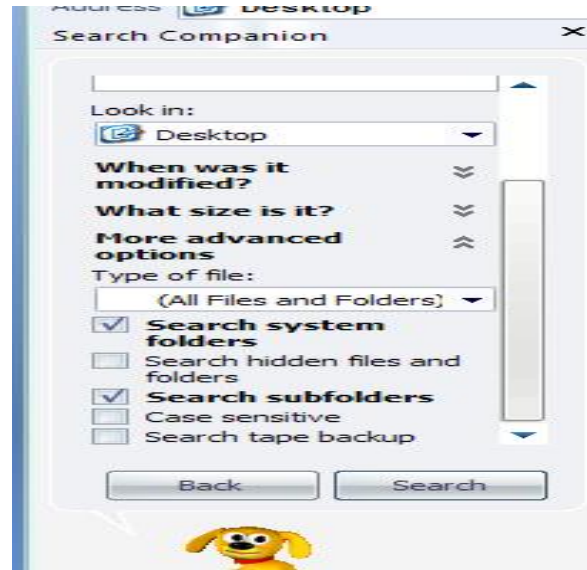 Address Desktop
Search Companion
Look in:
Desktop
When was it
modified?
What size is it?
More advanced
options
Type of file:
(All Files and Folders)
Search system
folders
Search hidden files and
folders
Search subfolders
Case sensitive
Search tape backup
Back Search